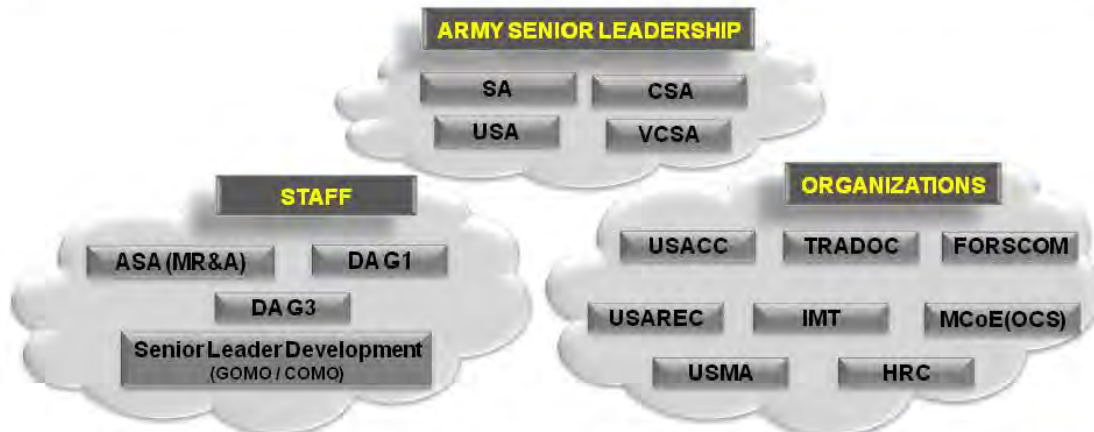 ARMY SENIOR LEADERSHIP
SA CSA
USA VCSA
STAFF
ASA (MR&A) DA G1
DA G3
Senior Leader Development
(GOMO / COMO)
ORGANIZATIONS
USACC TRADOC FORSCOM
USAREC IMT MCoE(OCS)
USMA HRC